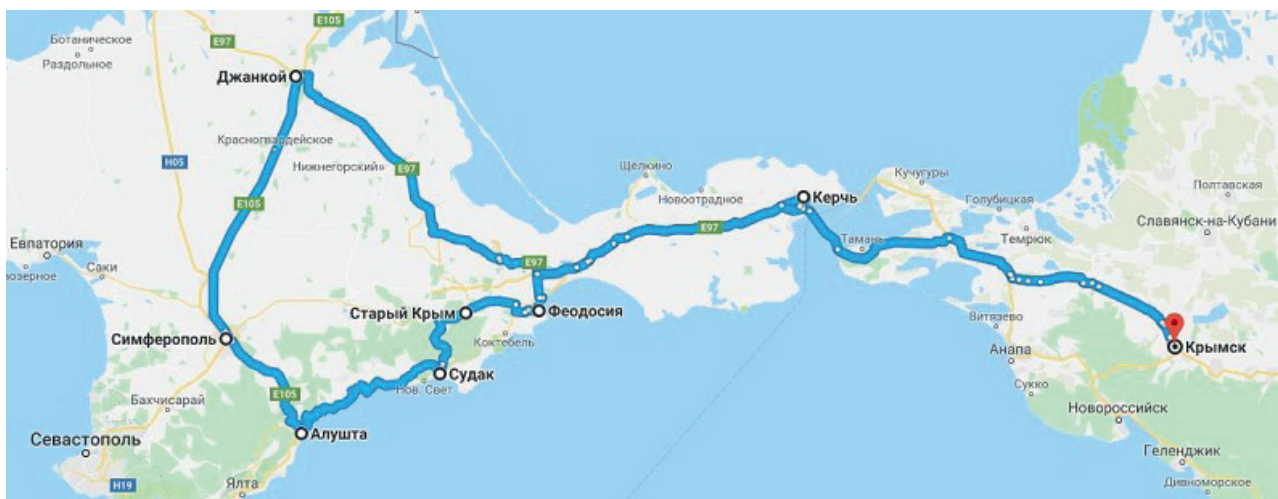 E105
Ботаническое
E97
Раздольное
Джанкой
Красногвардейское
H05
Нижнегорский
E97
Щёлкино
Кучугуры
Полтавская
Новоотрадное
Керчь
Голубицкая
E105
Славянск-на-Кубани
E97
Темрюк
Тамань
Евпатория
E97
Саки
Старый Крым
Феодосия
Витязево
Симферополь
Коктебель
Крымск
Анапа
Судак
Нов. Свет
Сукко
E105
Бахчисарай
Новороссийск
Алушта
Севастополь
Геленджик
H19
Ялта
Дивноморское